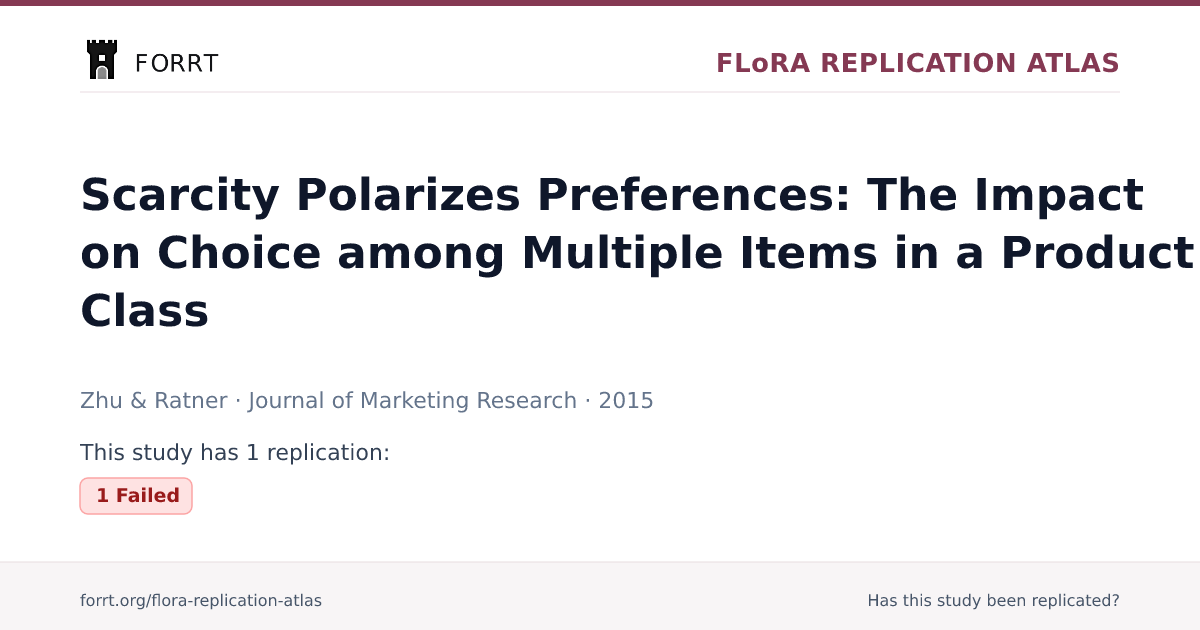 FORRT
FLoRA REPLICATION ATLAS
Scarcity Polarizes Preferences: The Impact
on Choice among Multiple Items in a Product
Class
Zhu & Ratner · Journal of Marketing Research · 2015
This study has 1 replication:
1 Failed
forrt.org/flora-replication-atlas
Has this study been replicated?